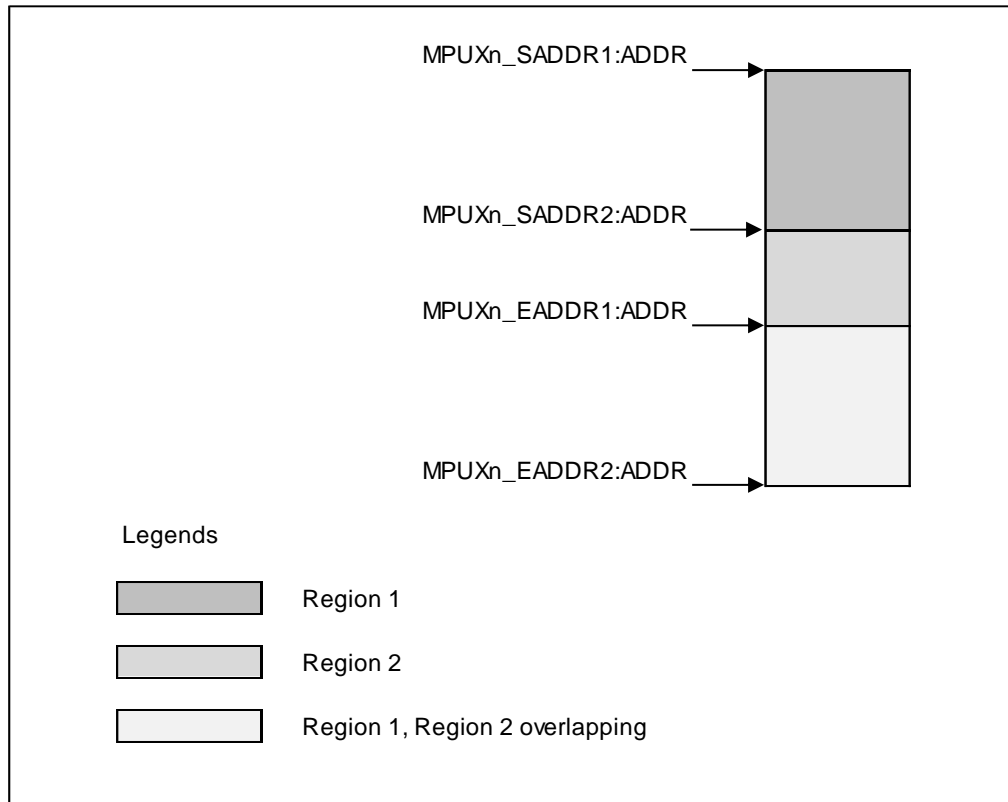 MPUXn_SADDR1:ADDR
MPUXn_SADDR2:ADDR
MPUXn_EADDR1:ADDR
MPUXn_EADDR2:ADDR
Legends
Region 1
Region 2
Region 1, Region 2 overlapping